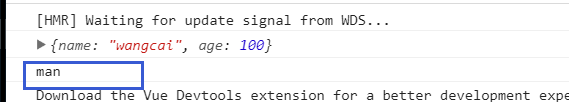 [HMR] Waiting for update signal from WDS...
▶{name: "wangcai", age: 100}
man
Download the Vue Devtools extension for a better development expe